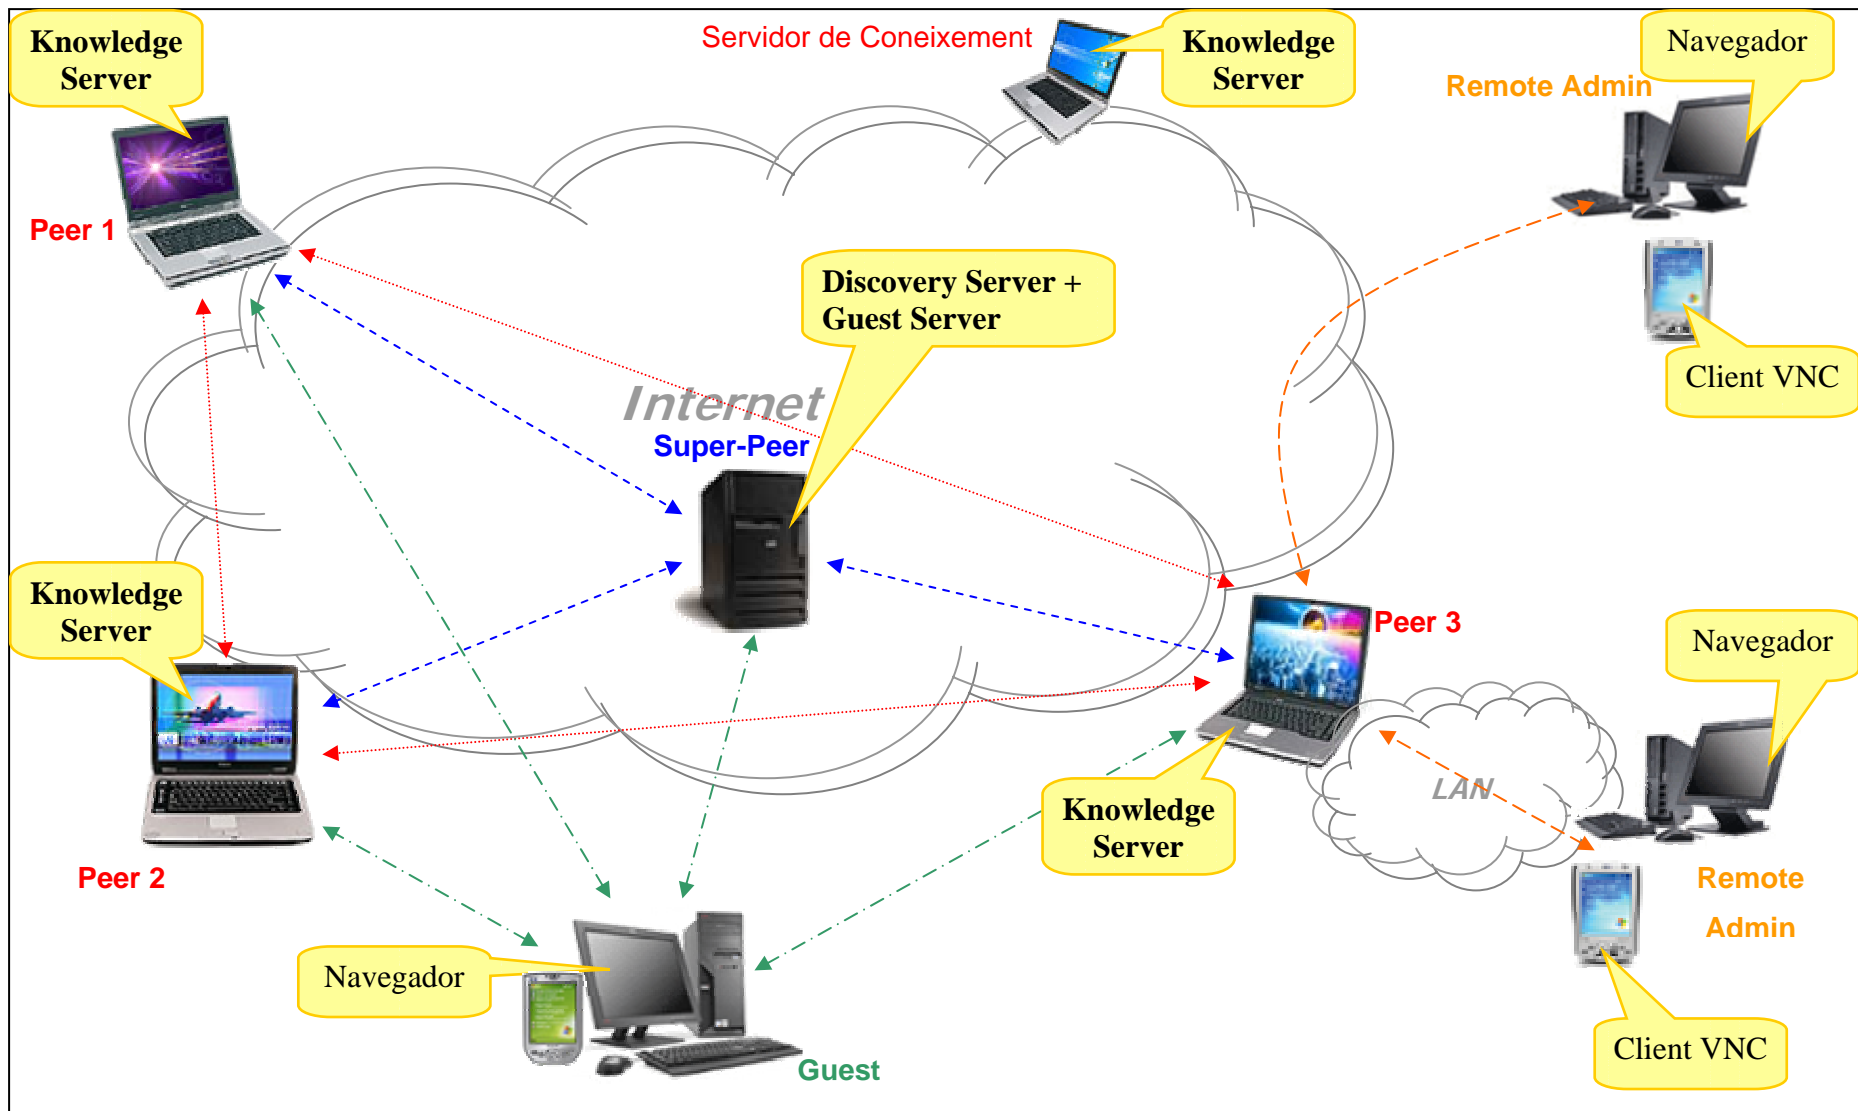 Knowledge
Server
Servidor de Coneixement
Knowledge
Server
Navegador
Remote Admin
Peer 1
Discovery Server +
Guest Server
Client VNC
Internet
Super-Peer
Knowledge
Server
Peer 3
Navegador
LAN
Knowledge
Server
Peer 2
Remote
Admin
Navegador
Client VNC
Guest